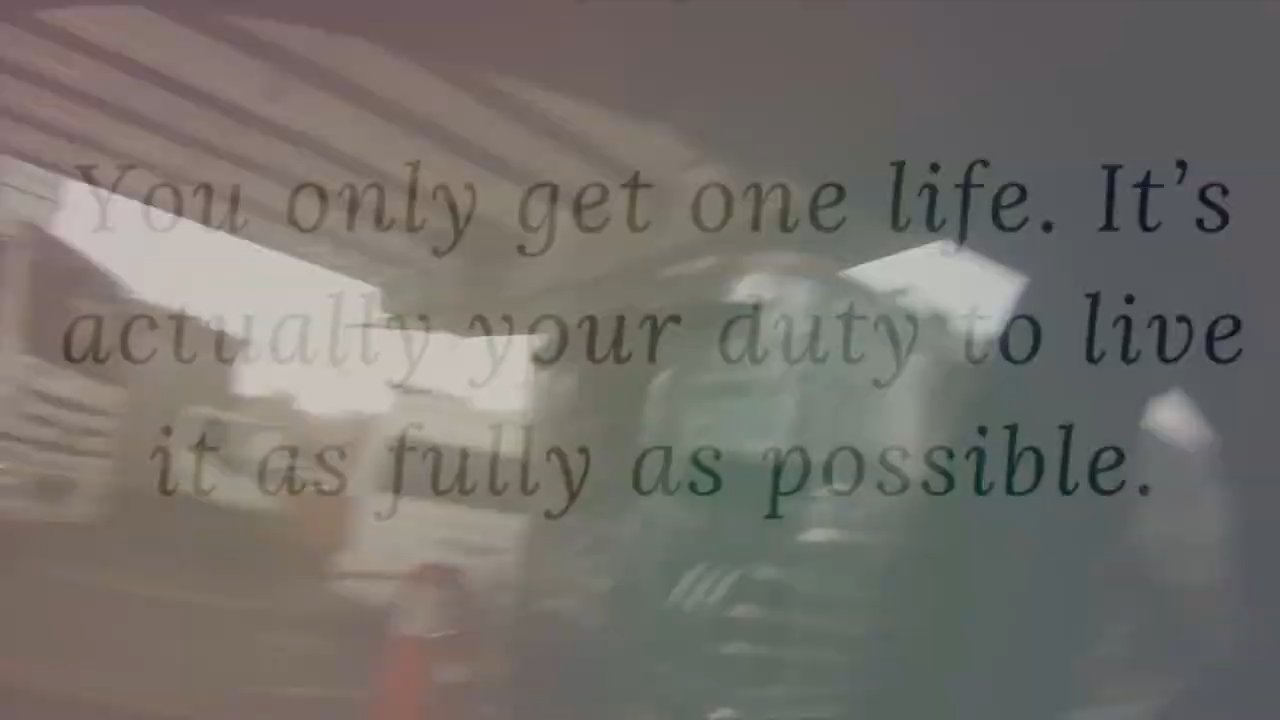 You only get one life. It’s
actually your duty to live
it as fully as possible.